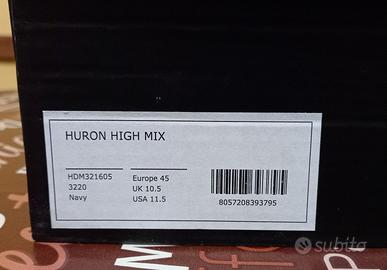 HURON HIGH MIX
HDM321605
3220
Navy
Europe 45
UK 10.5
USA 11.5
8057208393795
subito